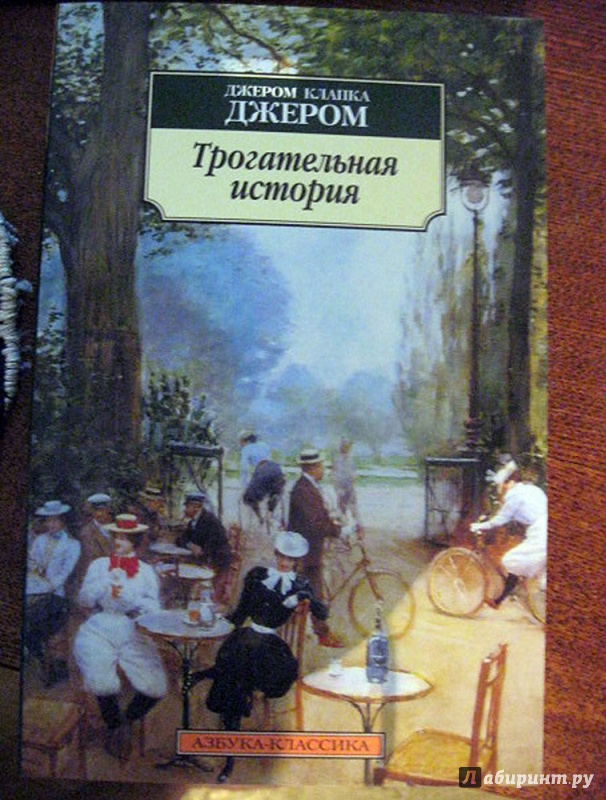 ДЖЕРОМ КЛАПКА
ДЖЕРОМ
Трогательная
история
АЗБУКА-КЛАССИКА
Лабиринт.ру